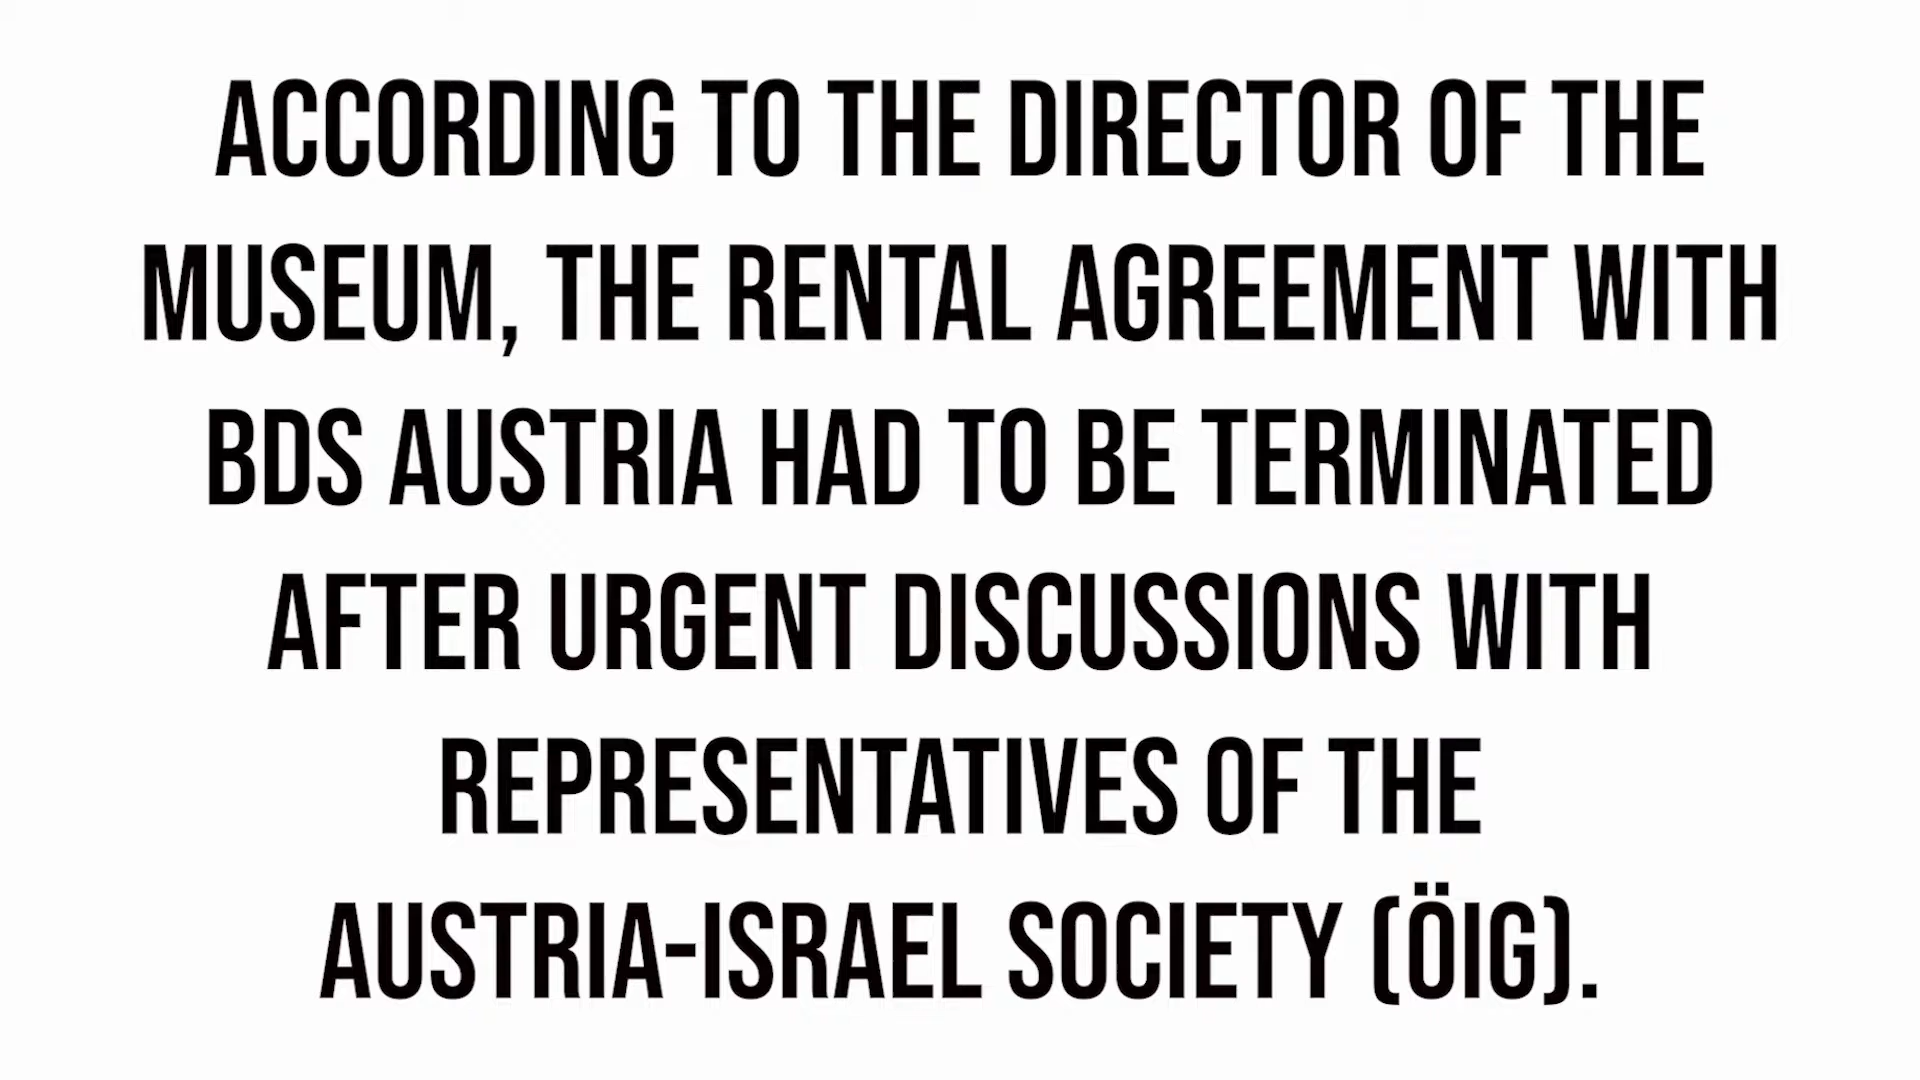 ACCORDING TO THE DIRECTOR OF THE
MUSEUM, THE RENTAL AGREEMENT WITH
BDS AUSTRIA HAD TO BE TERMINATED
AFTER URGENT DISCUSSIONS WITH
REPRESENTATIVES OF THE
AUSTRIA-ISRAEL SOCIETY (ÖIG).